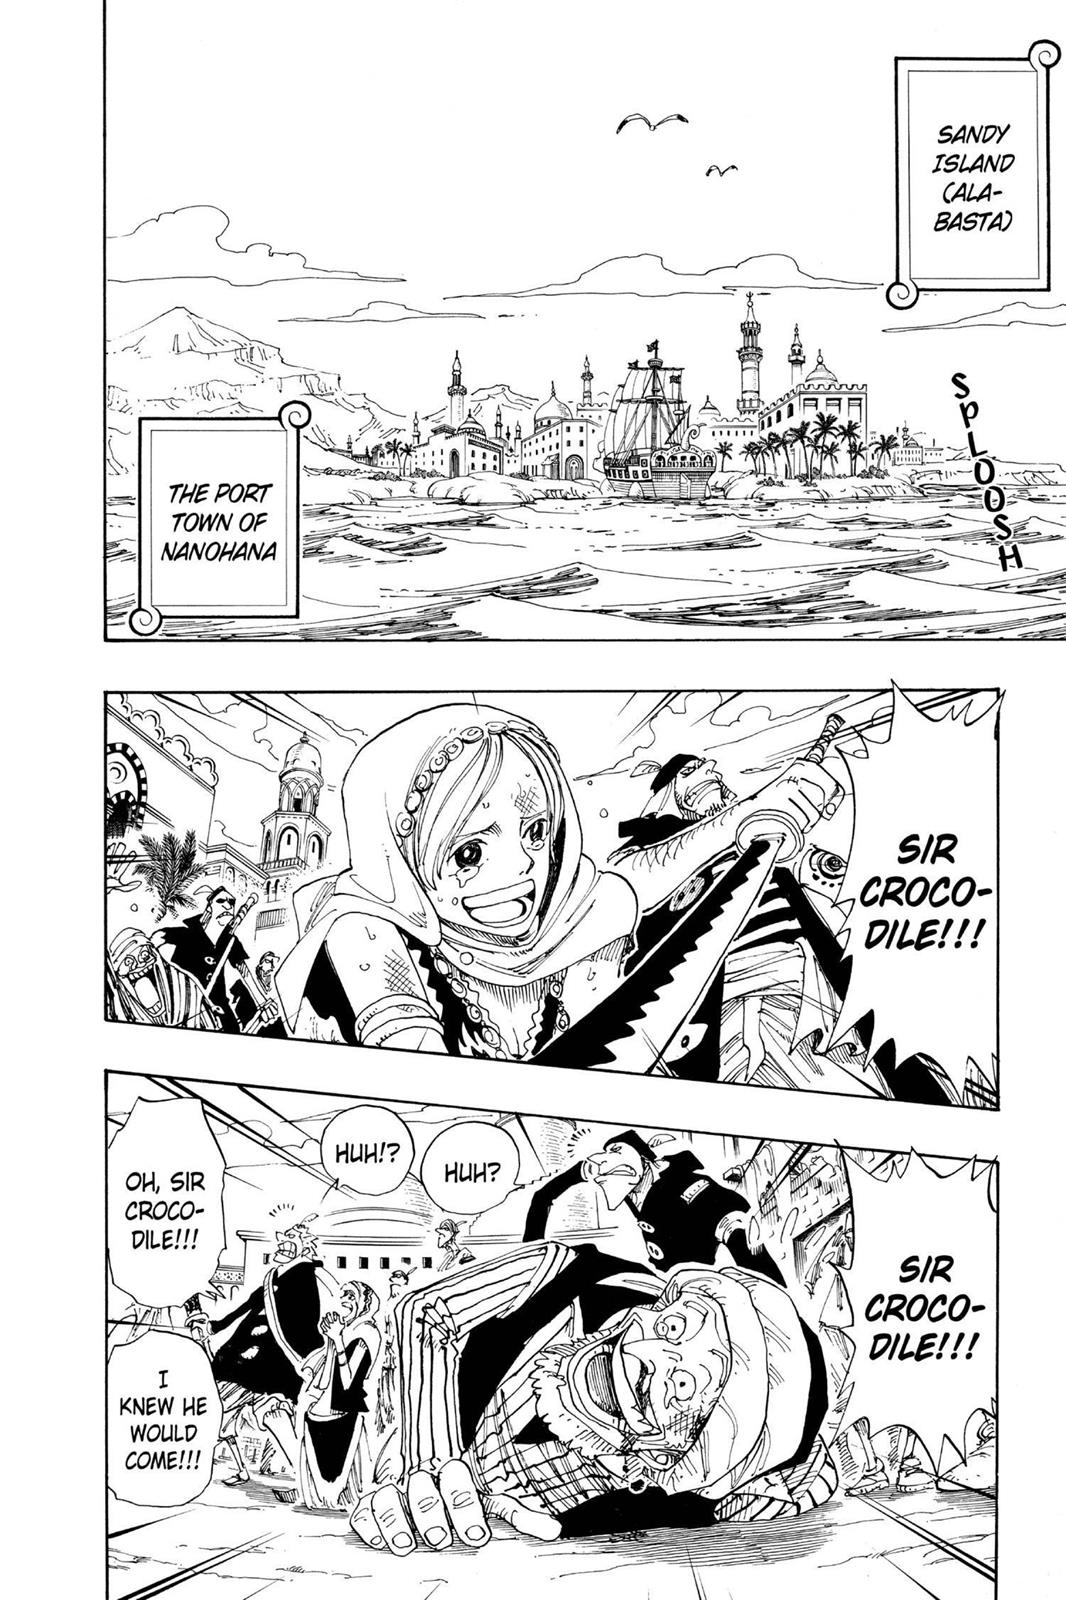 SANDY
ISLAND
(ALA-
BASTA)
SPLOOSH
THE PORT
TOWN OF
NANOHANA
SIR
CROCO-
DILE!!!
SIR
CROCO-
DILE!!!
HUH?
HUH!?
OH, SIR
CROCO-
DILE!!!
I
KNEW HE
WOULD
COME!!!